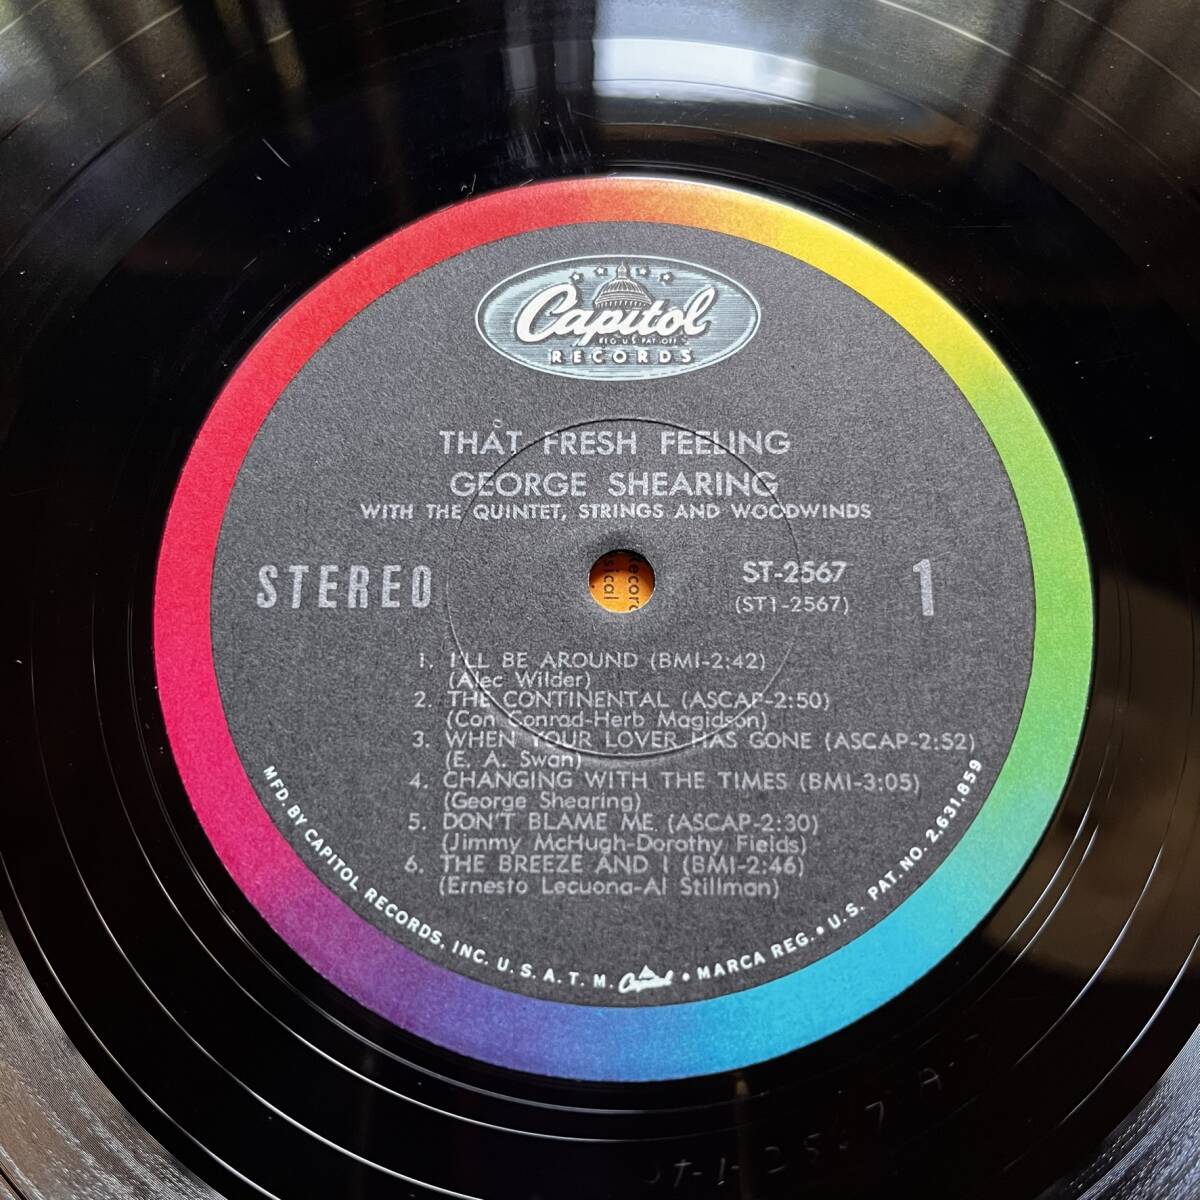 Capitol
REG. U.S. PAT. OFF.
RECORDS
THAT FRESH FEELING
GEORGE SHEARING
WITH THE QUINTET, STRINGS AND WOODWINDS
STEREO
ST-2567
(ST1-2567)
1
1. I'LL BE AROUND (BMI-2:42)
(Alec Wilder)
2. THE CONTINENTAL (ASCAP-2:50)
(Con Conrad-Herb Magidson)
3. WHEN YOUR LOVER HAS GONE (ASCAP-2:52)
(E. A. Swan)
4. CHANGING WITH THE TIMES (BMI-3:05)
(George Shearing)
5. DON'T BLAME ME (ASCAP-2:30)
(Jimmy McHugh-Dorothy Fields)
6. THE BREEZE AND I (BMI-2:46)
(Ernesto Lecuona-Al Stillman)
MFD. BY CAPITOL RECORDS, INC. U.S.A. T.M. Capitol • MARCA REG. • U.S. PAT. NO. 2,631,859